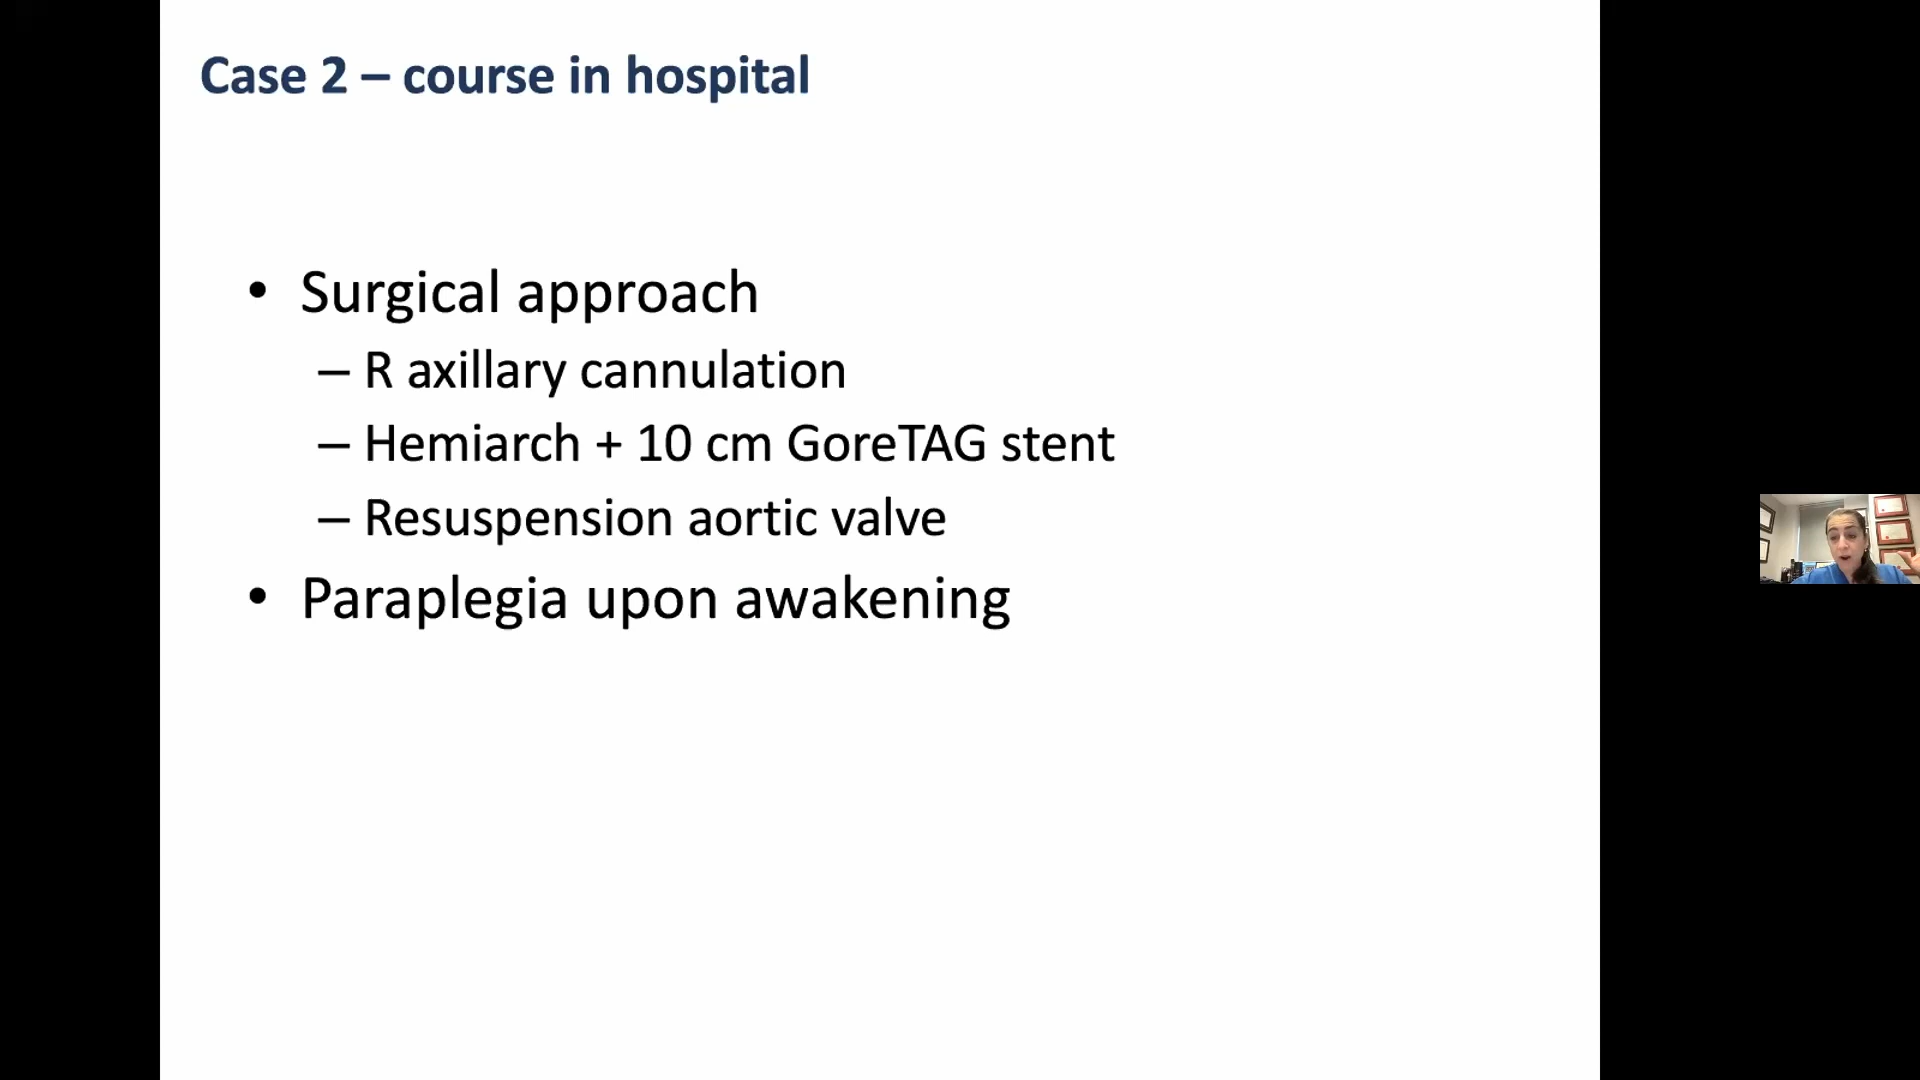 Case 2 – course in hospital
• Surgical approach
– R axillary cannulation
– Hemiarch + 10 cm GoreTAG stent
– Resuspension aortic valve
• Paraplegia upon awakening